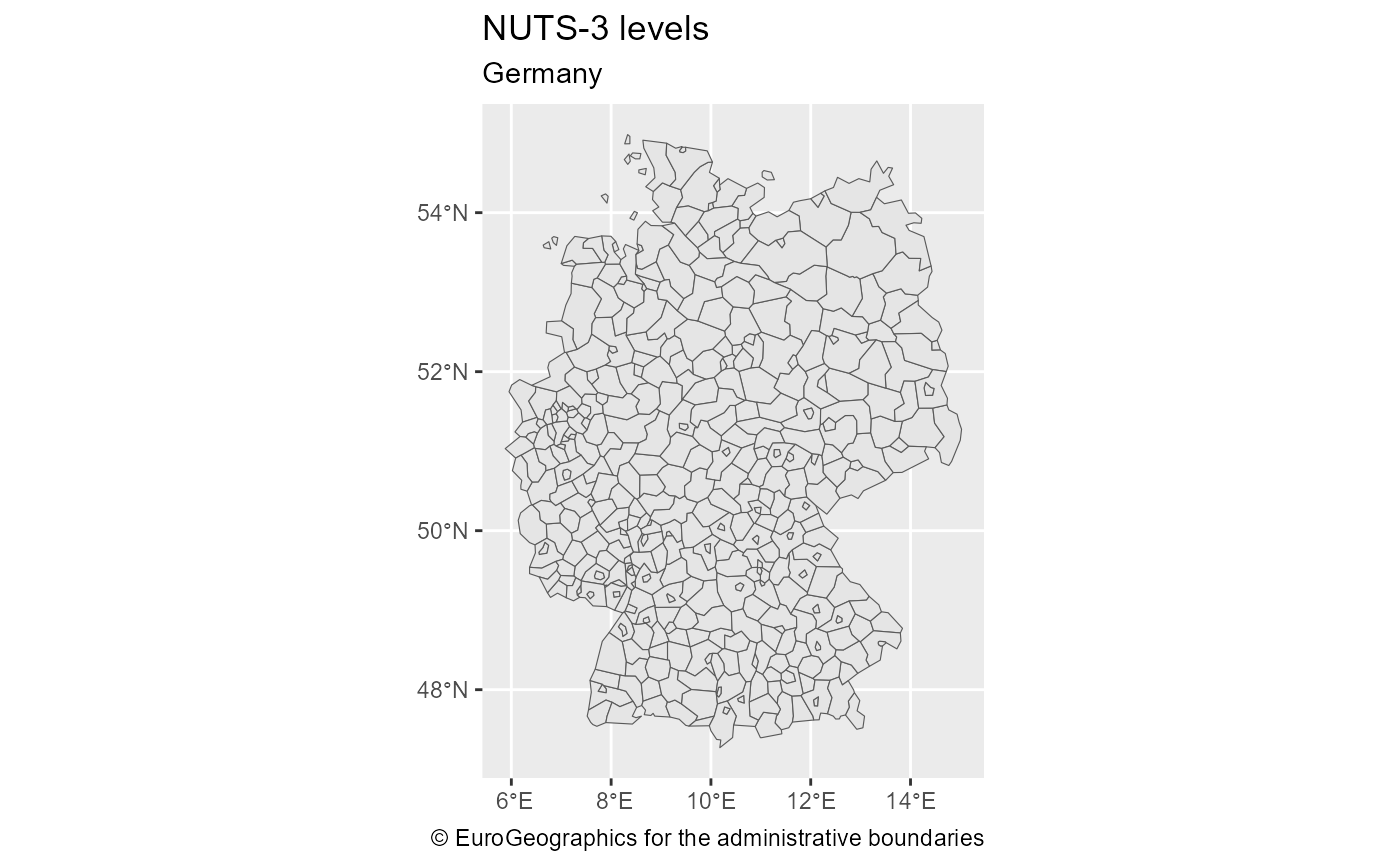 NUTS-3 levels
Germany
54°N
52°N
50°N
48°N
6°E 8°E 10°E 12°E 14°E
© EuroGeographics for the administrative boundaries